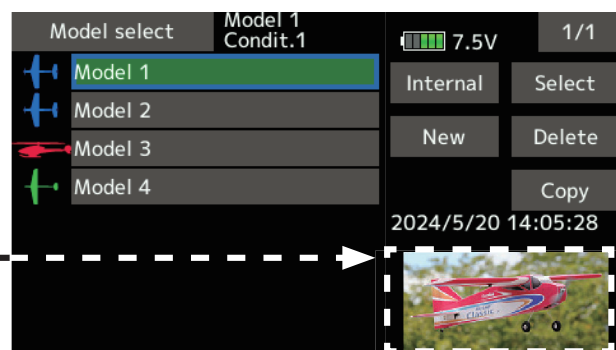 Model select
Model 1
Condit.1
7.5V
1/1
Model 1
Model 2
Model 3
Model 4
Internal
Select
New
Delete
Copy
2024/5/20 14:05:28
Classic